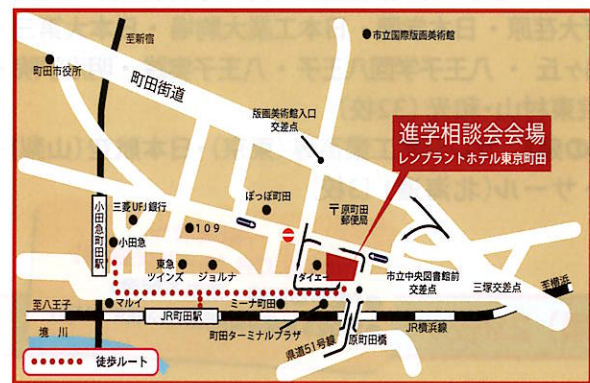 至新宿
市立国際版画美術館
町田市役所
町田街道
版画美術館入口
交差点
進学相談会会場
レンブラントホテル東京町田
ぽっぽ町田
三菱UFJ銀行
109
〒原町田
郵便局
小田急町田駅
小田急
東急
ツインズ
ジョルナ
ダイエー
市立中央図書館前
交差点
三塚交差点
至横浜
至八王子
マルイ
ミーナ町田
JR町田駅
JR横浜線
境川
町田ターミナルプラザ
県道51号線
原町田橋
徒歩ルート